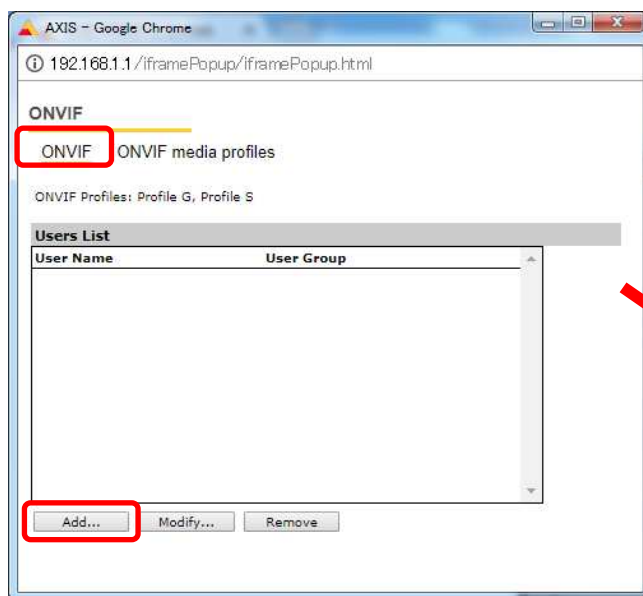 AXIS - Google Chrome
192.168.1.1/iframePopup/iframePopup.html
ONVIF
ONVIF ONVIF media profiles
ONVIF Profiles: Profile G, Profile S
Users List
User Name User Group
Add... Modify... Remove